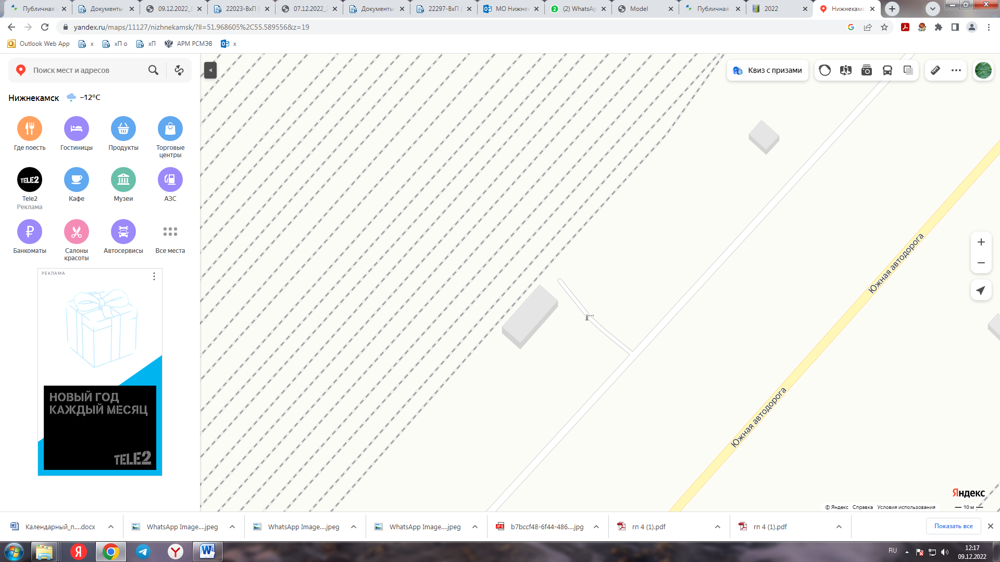 Публичная
Документы
09.12.2022_
22023-ВхП
07.12.2022_
Документы
22297-ВхП
МО Нижнек
(2) WhatsAp
Model
Публичная
2022
Нижнекамс
yandex.ru/maps/11127/nizhnekamsk/?ll=51.968605%2C55.589556&z=19
Outlook Web App
х
хП о
хП
АРМ РСМЭВ
х
Поиск мест и адресов
Квиз с призами
Нижнекамск
−12°C
Где поесть
Гостиницы
Продукты
Торговые
центры
TELE2
Tele2
Реклама
Кафе
Музеи
АЗС
Банкоматы
Салоны
красоты
Автосервисы
Все места
РЕКЛАМА
НОВЫЙ ГОД
КАЖДЫЙ МЕСЯЦ
TELE2
Южная автодорога
Южная автодорога
Яндекс
© Яндекс Справка Условия использования
10 м
Календарный_п....docx
WhatsApp Image....jpeg
WhatsApp Image....jpeg
WhatsApp Image....jpeg
b7bccf48-6f44-486....jpg
гп 4 (1).pdf
гп 4 (1).pdf
Показать все
RU
12:17
09.12.2022